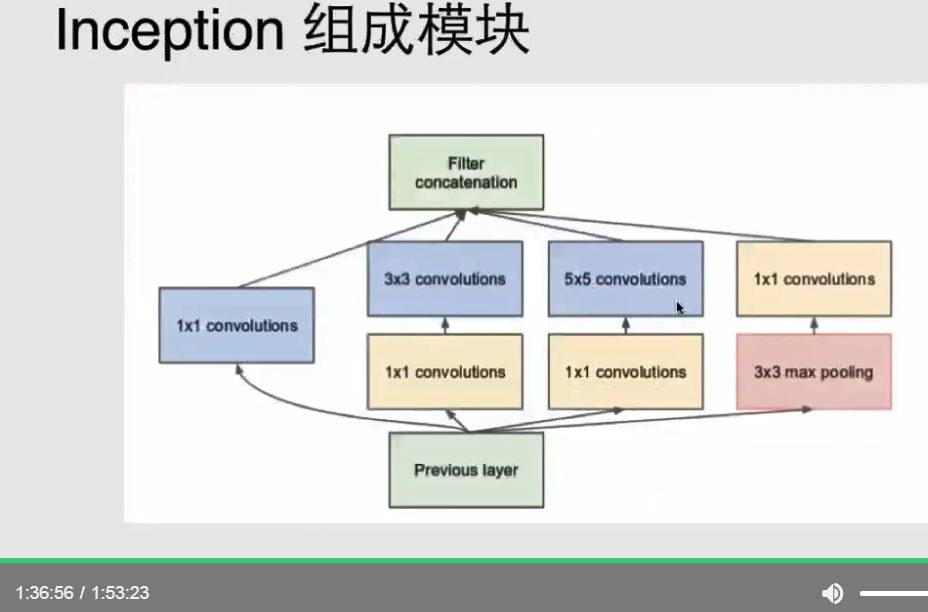 Inception 组成模块
Filter
concatenation
3x3 convolutions
5x5 convolutions
1x1 convolutions
1x1 convolutions
1x1 convolutions
1x1 convolutions
3x3 max pooling
Previous layer
1:36:56 / 1:53:23